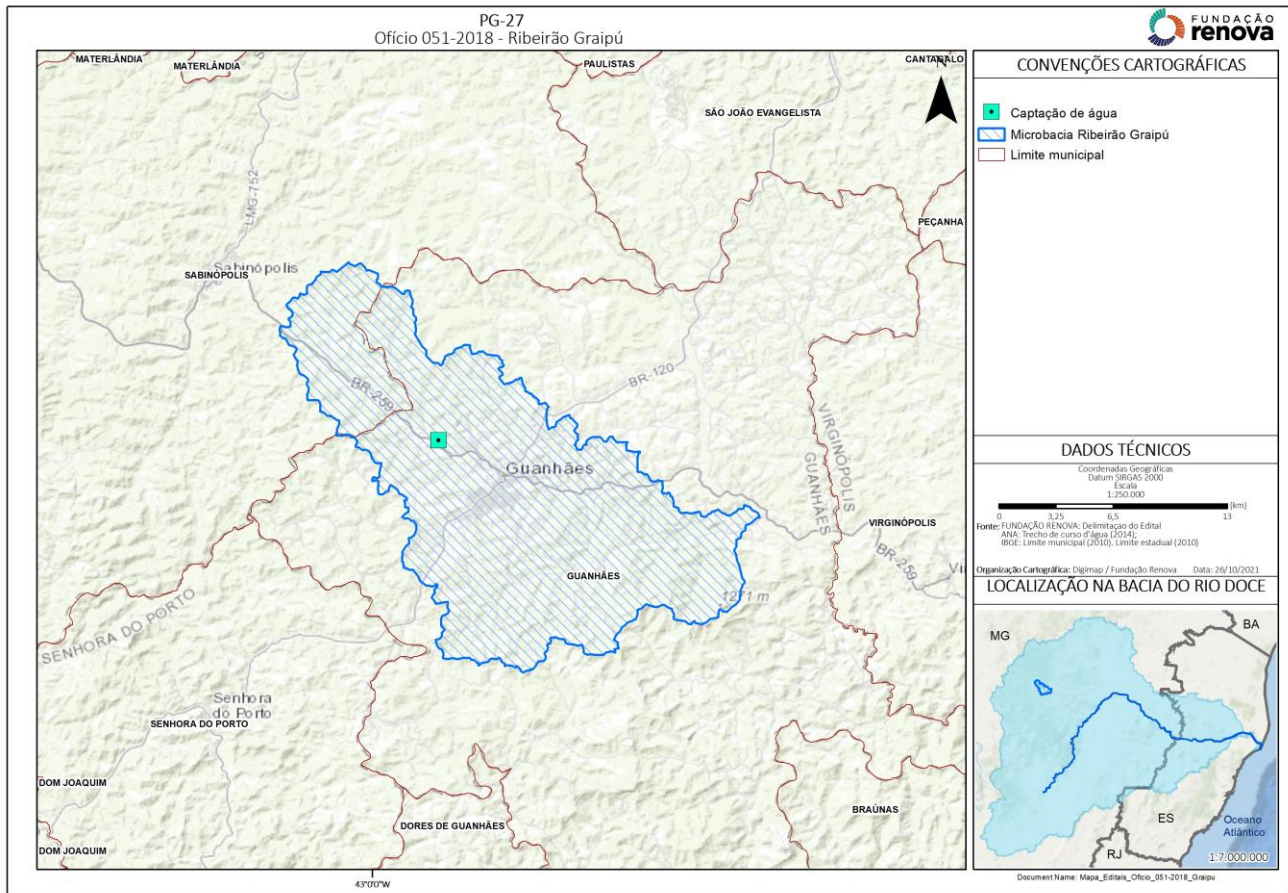 PG-27
Ofício 051-2018 - Ribeirão Graipú
FUNDAÇÃO
renova
MATERLÂNDIA
MATERLÂNDIA
PAULISTAS
CANTAGALO
N
SÃO JOÃO EVANGELISTA
LMG-752
PEÇANHA
Sabinópolis
SABINÓPOLIS
BR-120
BR-259
Guanhães
VIRGINÓPOLIS
GUANHÃES
VIRGINÓPOLIS
BR-259
GUANHÃES
1271 m
SENHORA DO PORTO
Senhora
do Porto
SENHORA DO PORTO
DOM JOAQUIM
BRAÚNAS
DORES DE GUANHÃES
DOM JOAQUIM
43°0'0"W
CONVENÇÕES CARTOGRÁFICAS
Captação de água
Microbacia Ribeirão Graipú
Limite municipal
DADOS TÉCNICOS
Coordenadas Geográficas
Datum SIRGAS 2000
Escala
1:250.000
(km)
0 3,25 6,5 13
Fonte: FUNDAÇÃO RENOVA: Delimitaçao do Edital
ANA: Trecho de curso d'água (2014);
IBGE: Limite municipal (2010). Limite estadual (2010)
Organização Cartográfica: Digimap / Fundação Renova Data: 26/10/2021
LOCALIZAÇÃO NA BACIA DO RIO DOCE
MG
BA
ES
Oceano
Atlântico
RJ
1:7.000.000
Document Name: Mapa_Editais_Oficio_051-2018_Graipu